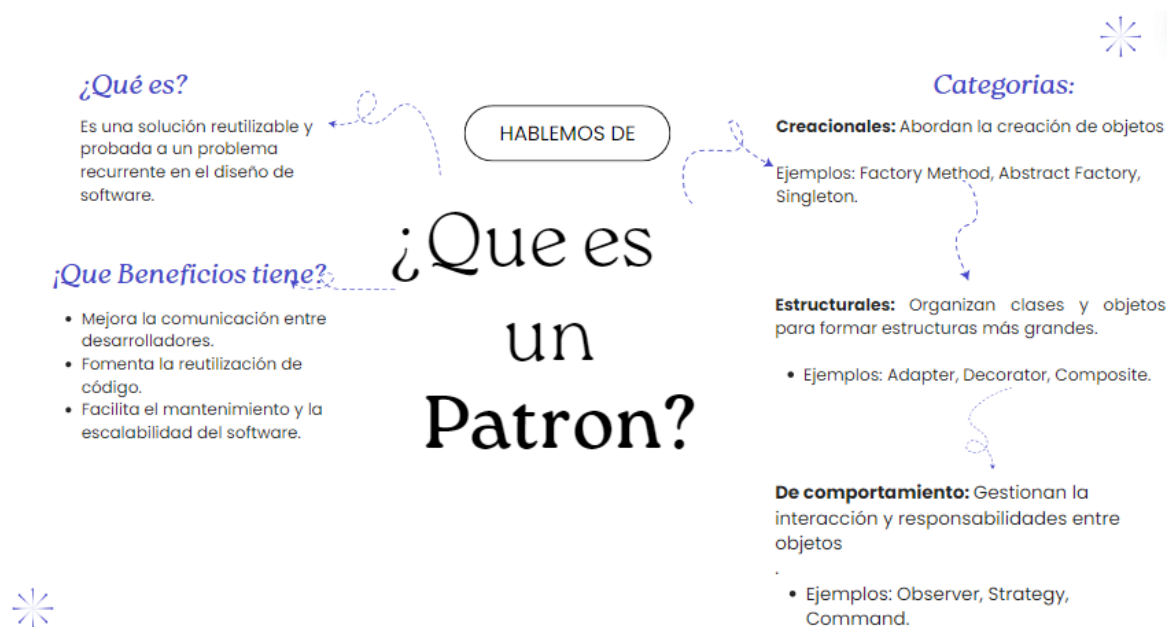 HABLEMOS DE
¿Que es
un
Patron?
¿Qué es?
Es una solución reutilizable y
probada a un problema
recurrente en el diseño de
software.
¡Que Beneficios tiene?
• Mejora la comunicación entre
desarrolladores.
• Fomenta la reutilización de
código.
• Facilita el mantenimiento y la
escalabilidad del software.
Categorias:
Creacionales: Abordan la creación de objetos
Ejemplos: Factory Method, Abstract Factory,
Singleton.
Estructurales: Organizan clases y objetos
para formar estructuras más grandes.
• Ejemplos: Adapter, Decorator, Composite.
De comportamiento: Gestionan la
interacción y responsabilidades entre
objetos
.
• Ejemplos: Observer, Strategy,
Command.